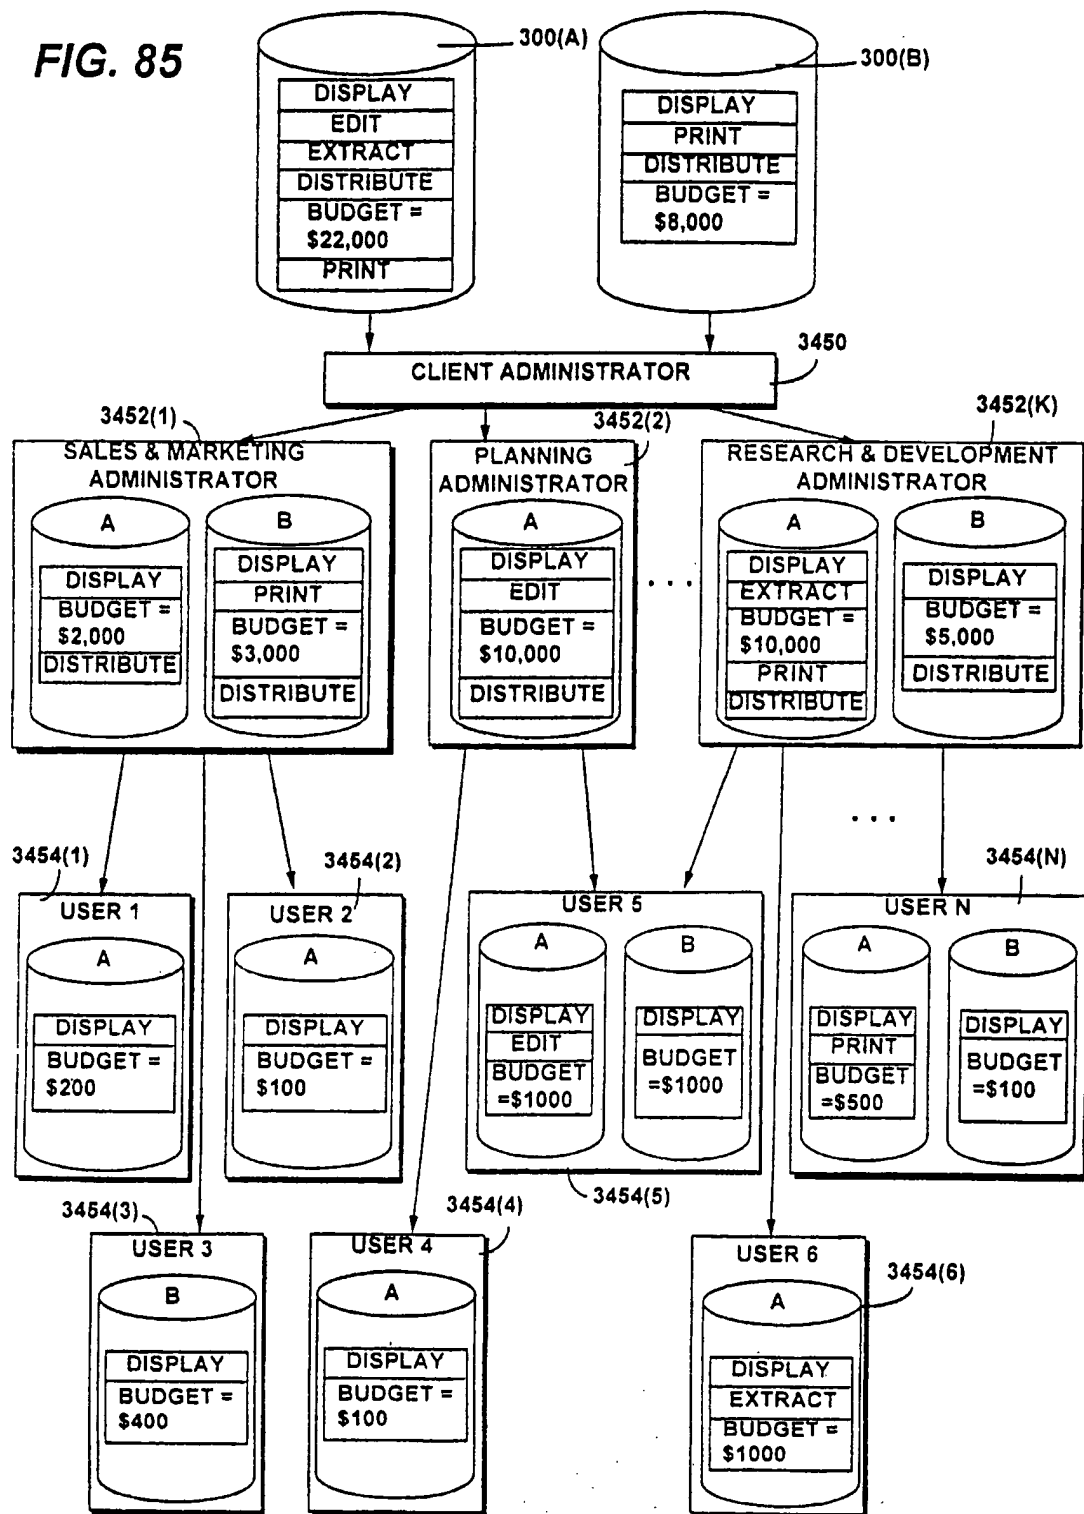 FIG. 85
300(A)
DISPLAY
EDIT
EXTRACT
DISTRIBUTE
BUDGET =
$22,000
PRINT
300(B)
DISPLAY
PRINT
DISTRIBUTE
BUDGET =
$8,000
CLIENT ADMINISTRATOR
3450
3452(1)
SALES & MARKETING
ADMINISTRATOR
A
DISPLAY
BUDGET =
$2,000
DISTRIBUTE
B
DISPLAY
PRINT
BUDGET =
$3,000
DISTRIBUTE
3452(2)
PLANNING
ADMINISTRATOR
A
DISPLAY
EDIT
BUDGET =
$10,000
DISTRIBUTE
. . .
3452(K)
RESEARCH & DEVELOPMENT
ADMINISTRATOR
A
DISPLAY
EXTRACT
BUDGET =
$10,000
PRINT
DISTRIBUTE
B
DISPLAY
BUDGET =
$5,000
DISTRIBUTE
. . .
3454(1)
USER 1
A
DISPLAY
BUDGET =
$200
3454(2)
USER 2
A
DISPLAY
BUDGET =
$100
USER 5
A
DISPLAY
EDIT
BUDGET
=$1000
B
DISPLAY
BUDGET
=$1000
3454(5)
3454(N)
USER N
A
DISPLAY
PRINT
BUDGET
=$500
B
DISPLAY
BUDGET
=$100
3454(3)
USER 3
B
DISPLAY
BUDGET =
$400
3454(4)
USER 4
A
DISPLAY
BUDGET =
$100
USER 6
3454(6)
A
DISPLAY
EXTRACT
BUDGET =
$1000